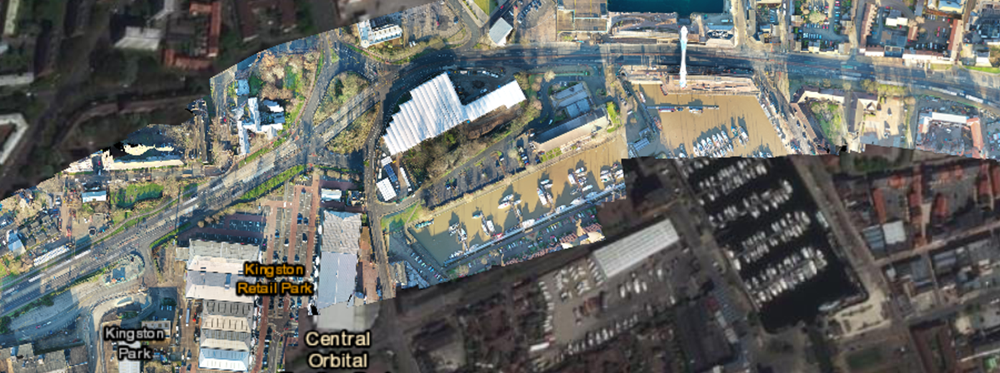 Kingston
Retail Park
Kingston
Park
Central
Orbital